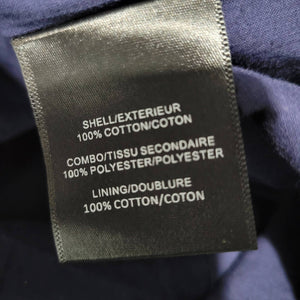 SHELL/EXTERIEUR
100% COTTON/COTON
COMBO/TISSU SECONDAIRE
100% POLYESTER/POLYESTER
LINING/DOUBLURE
100% COTTON/COTON